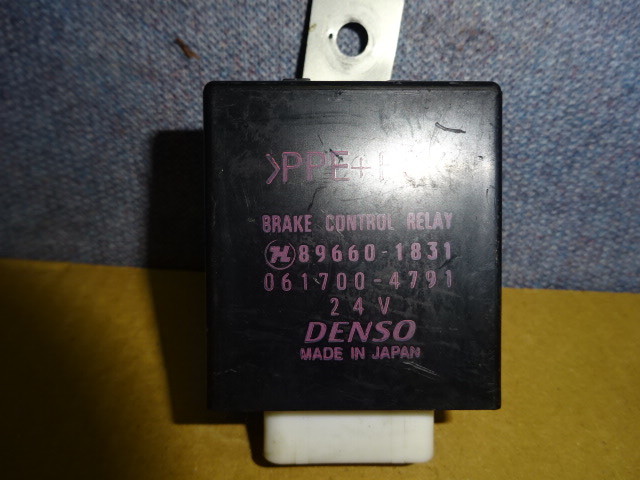 >PPE+
BRAKE CONTROL RELAY
89660-1831
061700-4791
24V
DENSO
MADE IN JAPAN